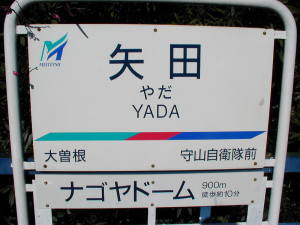 MEITETSU
矢田
やだ
YADA
大曽根 守山自衛隊前
ナゴヤドーム 900m
徒歩約10分